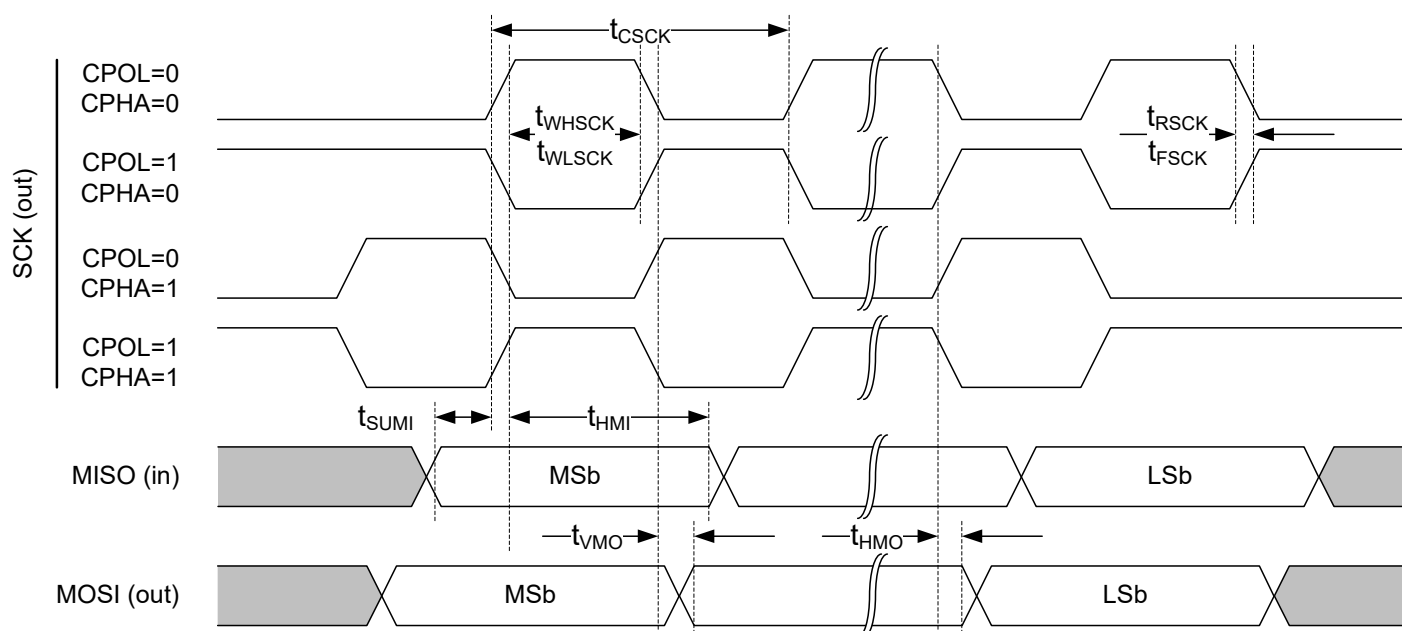 tCSCK
CPOL=0
CPHA=0
tWHSCK
tWLSCK
tRSCK
tFSCK
CPOL=1
CPHA=0
SCK (out)
CPOL=0
CPHA=1
CPOL=1
CPHA=1
tSUMI
tHMI
MISO (in)
MSb
LSb
tVMO
tHMO
MOSI (out)
MSb
LSb